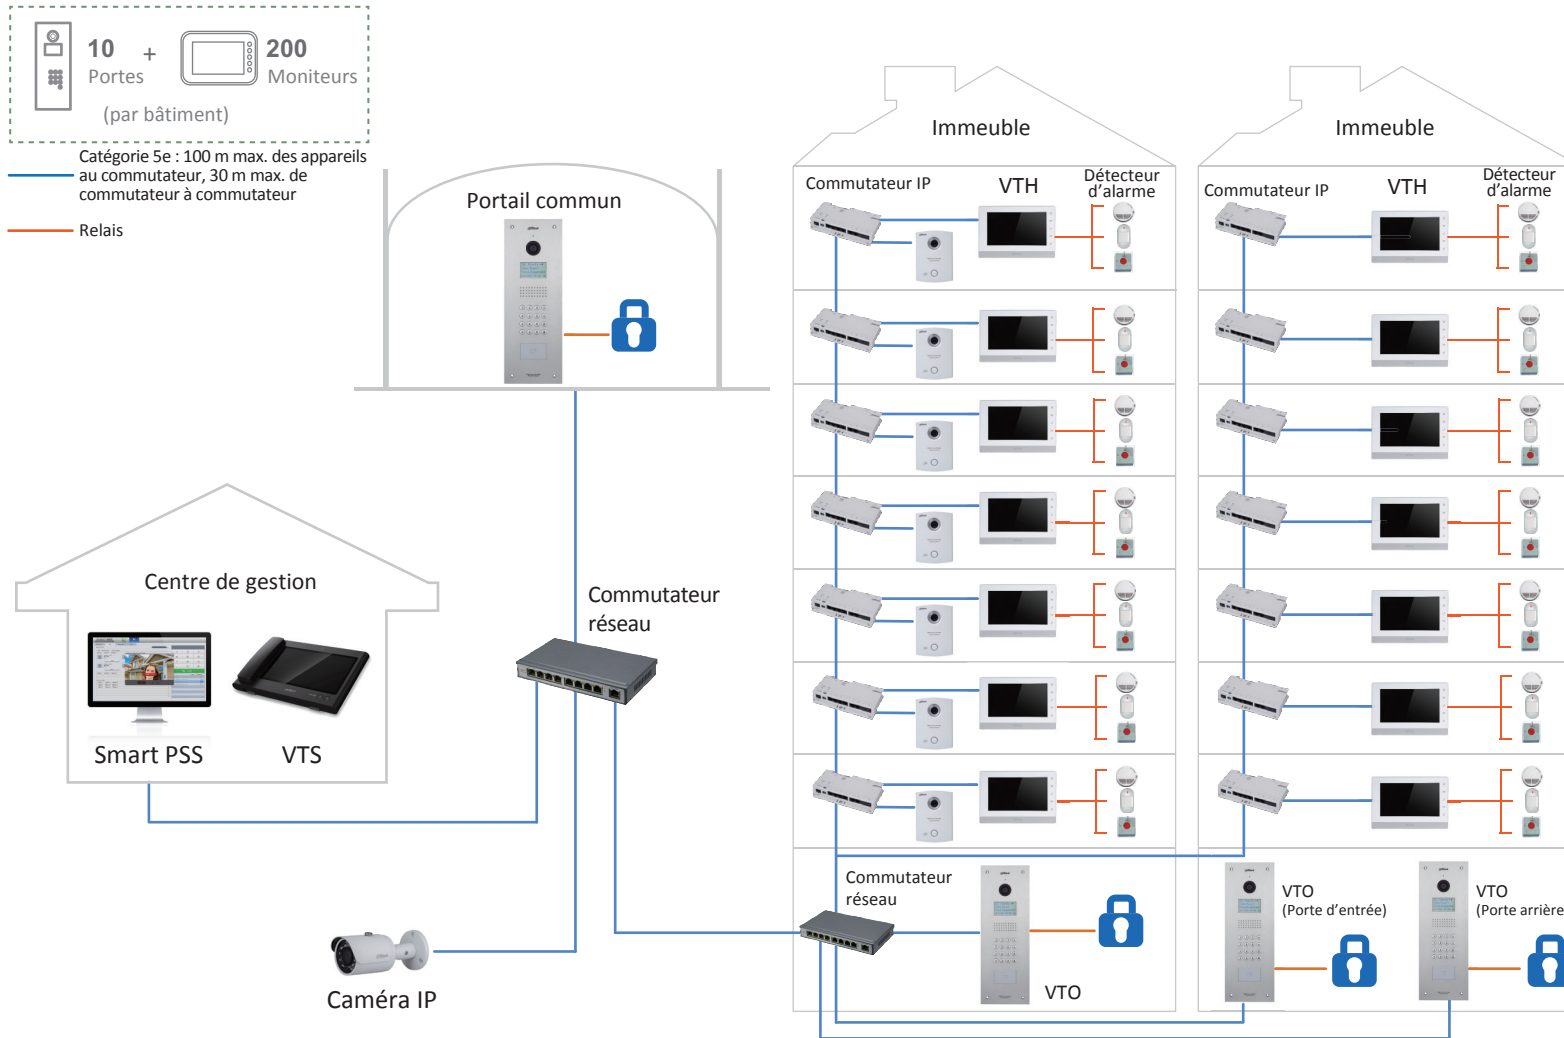 10 + 200
Portes Moniteurs
(par bâtiment)
Catégorie 5e : 100 m max. des appareils
au commutateur, 30 m max. de
commutateur à commutateur
Relais
Portail commun
Centre de gestion
Smart PSS
VTS
Commutateur
réseau
Caméra IP
Immeuble
Commutateur IP
VTH
Détecteur
d'alarme
Commutateur
réseau
VTO
Immeuble
Commutateur IP
VTH
Détecteur
d'alarme
VTO
(Porte d'entrée)
VTO
(Porte arrière